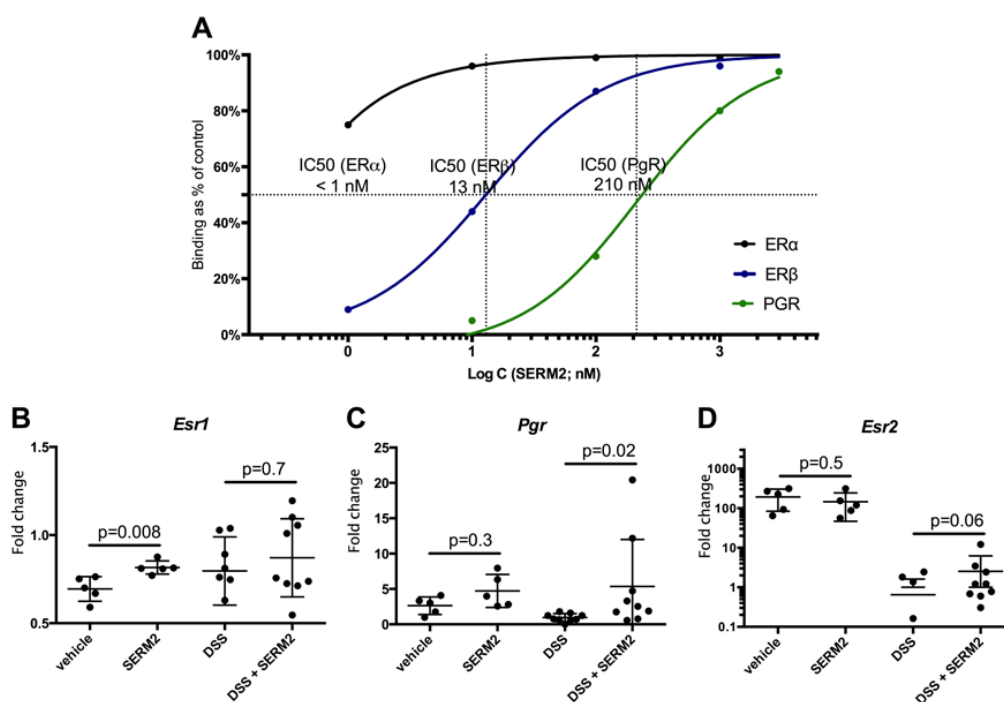 A
Binding as % of control
100%
80%
60%
40%
20%
0%
IC50 (ERα)
< 1 nM
IC50 (ERβ)
13 nM
IC50 (PgR)
210 nM
ERα
ERβ
PGR
0 1 2 3
Log C (SERM2; nM)
B
Esr1
Fold change
1.5
1.0
0.5
p=0.008
p=0.7
vehicle
SERM2
DSS
DSS + SERM2
C
Pgr
Fold change
25
20
15
10
5
0
p=0.3
p=0.02
vehicle
SERM2
DSS
DSS + SERM2
D
Esr2
Fold change
1000
100
10
1
0.1
p=0.5
p=0.06
vehicle
SERM2
DSS
DSS + SERM2